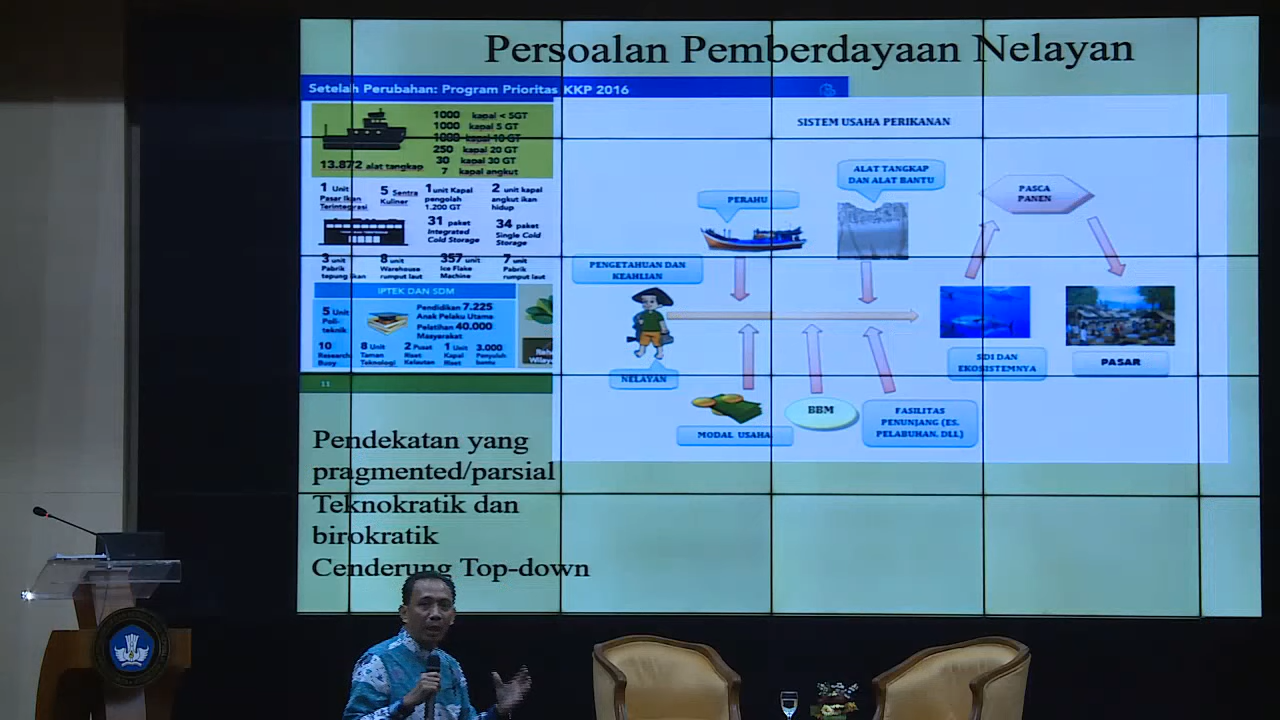 Persoalan Pemberdayaan Nelayan
Setelah Perubahan: Program Prioritas KKP 2016
1000 kapal < 5GT
1000 kapal 5 GT
1000 kapal 10 GT
250 kapal 20 GT
30 kapal 30 GT
7 kapal angkut
13.872 alat tangkap
1 Unit
Pasar Ikan
Terintegrasi
5 Sentra
Kuliner
1 unit Kapal
pengolah
1.200 GT
2 unit kapal
angkut ikan
hidup
31 paket
Integrated
Cold Storage
34 paket
Single Cold
Storage
3 unit
Pabrik
tepung ikan
8 unit
Warehouse
rumput laut
357 unit
Ice Flake
Machine
7 unit
Pabrik
rumput laut
IPTEK DAN SDM
5 Unit
Poli-
teknik
Pendidikan 7.225
Anak Pelaku Utama
Pelatihan 40.000
Masyarakat
10
Research
Buoy
8 Unit
Taman
Teknologi
2 Pusat
Riset
Kelautan
1 Unit
Kapal
Riset
3.000
Penyuluh
bantu
11
SISTEM USAHA PERIKANAN
PERAHU
ALAT TANGKAP
DAN ALAT BANTU
PASCA
PANEN
PENGETAHUAN DAN
KEAHLIAN
NELAYAN
SDI DAN
EKOSISTEMNYA
PASAR
MODAL USAHA
BBM
FASILITAS
PENUNJANG (ES,
PELABUHAN, DLL)
Pendekatan yang
pragmented/parsial
Teknokratik dan
birokratik
Cenderung Top-down